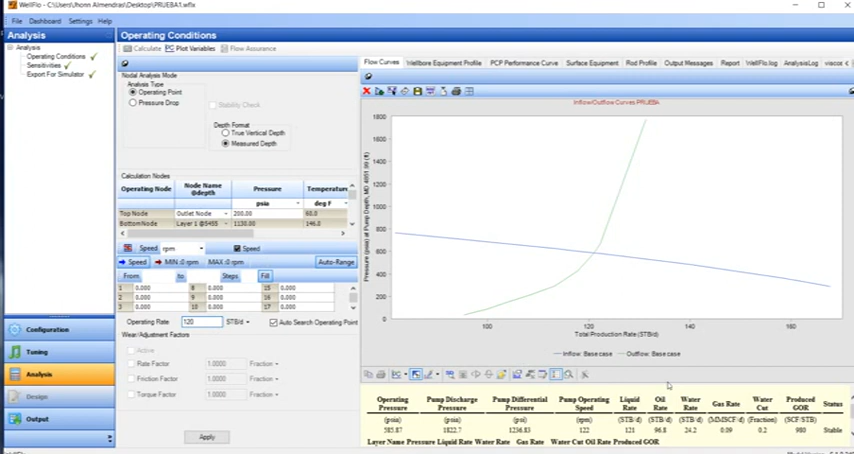 WellFlo - C:\Users\Jhonn Almendras\Desktop\PRUEBA1.wflx
File Dashboard Settings Help
Analysis
Analysis
Operating Conditions
Sensitivities
Export For Simulator
Configuration
Tuning
Analysis
Design
Output
Operating Conditions
Calculate Plot Variables Flow Assurance
Nodal Analysis Mode
Analysis Type
Operating Point
Pressure Drop
Stability Check
Depth Format
True Vertical Depth
Measured Depth
Calculation Nodes
Operating Node Node Name @depth Pressure Temperature
psia deg F
Top Node Outlet Node 200.00 60.0
Bottom Node Layer 1 @5455 1130.00 146.0
Speed rpm Speed
Speed MIN :0 rpm MAX :0 rpm Auto-Range
From to Steps Fill
1 0.000 8 0.000 15 0.000
2 0.000 9 0.000 16 0.000
3 0.000 10 0.000 17 0.000
Operating Rate 120 STB/d Auto Search Operating Point
Wear/Adjustment Factors
Active
Rate Factor 1.0000 Fraction
Friction Factor 1.0000 Fraction
Torque Factor 1.0000 Fraction
Apply
Flow Curves Wellbore Equipment Profile PCP Performance Curve Surface Equipment Rod Profile Output Messages Report WellFlo.log AnalysisLog viscos
Inflow/Outflow Curves PRUEBA
Pressure (psia) at Pump Depth, MD 4851.99 (ft)
1800
1600
1400
1200
1000
800
600
400
200
0
100 120 140 160
Total Production Rate (STB/d)
Inflow: Base case Outflow: Base case
Operating Pressure Pump Discharge Pressure Pump Differential Pressure Pump Operating Speed Liquid Rate Oil Rate Water Rate Gas Rate Water Cut Produced GOR Status
(psia) (psia) (psi) (rpm) (STB/d) (STB/d) (STB/d) (MMSCF/d) (Fraction) (SCF/STB)
585.87 1822.7 1236.83 122 121 96.8 24.2 0.09 0.2 980 Stable
Layer Name Pressure Liquid Rate Water Rate Gas Rate Water Cut Oil Rate Produced GOR